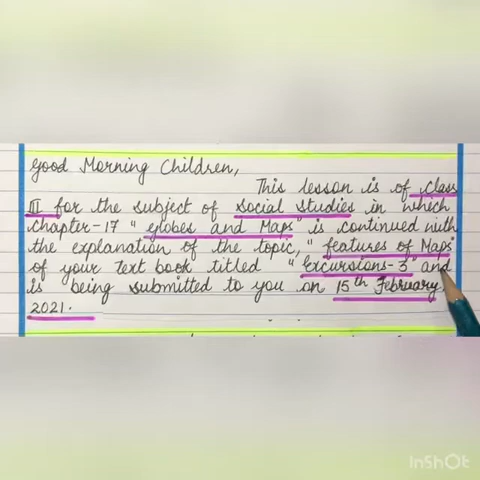 Good Morning Children,
This lesson is of class
III for the subject of social studies in which
chapter-17 "globes and Maps" is continued with
the explanation of the topic, "features of Maps"
of your text book titled "Excursions-3" and
is being submitted to you on 15th February
2021.
InShOt